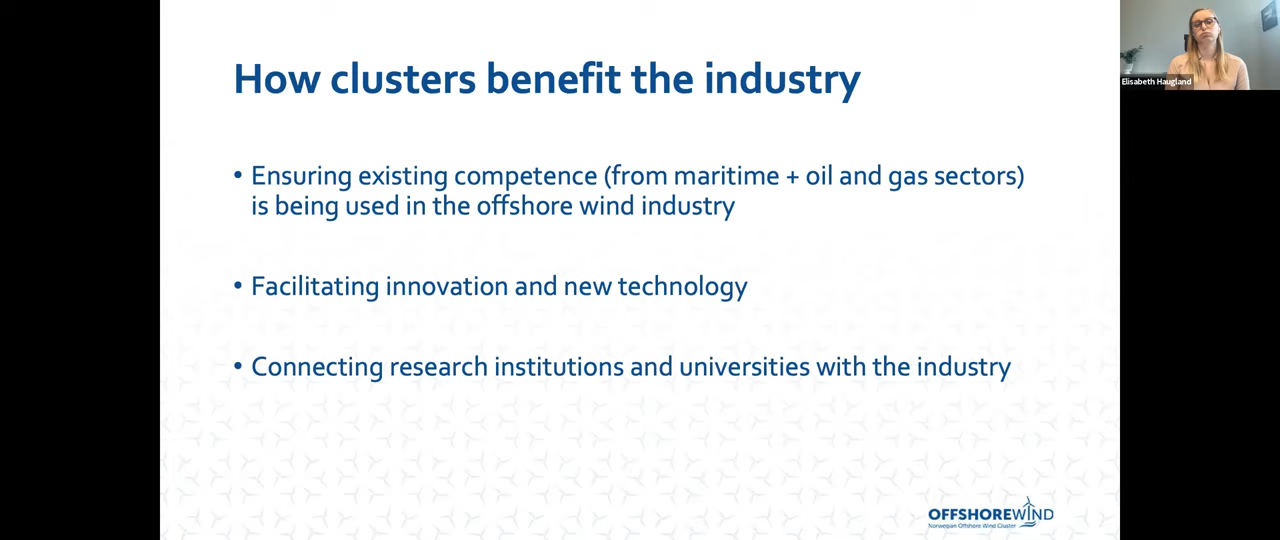 How clusters benefit the industry
• Ensuring existing competence (from maritime + oil and gas sectors)
is being used in the offshore wind industry
• Facilitating innovation and new technology
• Connecting research institutions and universities with the industry
OFFSHOREWIND
Norwegian Offshore Wind Cluster
Elisabeth Haugland